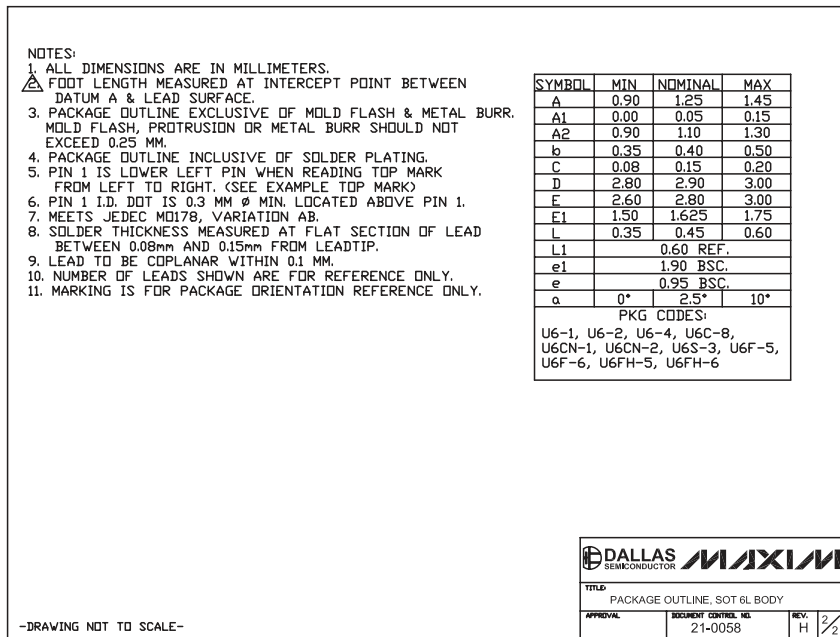 NOTES:
1. ALL DIMENSIONS ARE IN MILLIMETERS.
2. FOOT LENGTH MEASURED AT INTERCEPT POINT BETWEEN
DATUM A & LEAD SURFACE.
3. PACKAGE OUTLINE EXCLUSIVE OF MOLD FLASH & METAL BURR.
MOLD FLASH, PROTRUSION OR METAL BURR SHOULD NOT
EXCEED 0.25 MM.
4. PACKAGE OUTLINE INCLUSIVE OF SOLDER PLATING.
5. PIN 1 IS LOWER LEFT PIN WHEN READING TOP MARK
FROM LEFT TO RIGHT. (SEE EXAMPLE TOP MARK)
6. PIN 1 I.D. DOT IS 0.3 MM ø MIN. LOCATED ABOVE PIN 1.
7. MEETS JEDEC MO178, VARIATION AB.
8. SOLDER THICKNESS MEASURED AT FLAT SECTION OF LEAD
BETWEEN 0.08mm AND 0.15mm FROM LEADTIP.
9. LEAD TO BE COPLANAR WITHIN 0.1 MM.
10. NUMBER OF LEADS SHOWN ARE FOR REFERENCE ONLY.
11. MARKING IS FOR PACKAGE ORIENTATION REFERENCE ONLY.
SYMBOL MIN NOMINAL MAX
A 0.90 1.25 1.45
A1 0.00 0.05 0.15
A2 0.90 1.10 1.30
b 0.35 0.40 0.50
C 0.08 0.15 0.20
D 2.80 2.90 3.00
E 2.60 2.80 3.00
E1 1.50 1.625 1.75
L 0.35 0.45 0.60
L1 0.60 REF.
e1 1.90 BSC.
e 0.95 BSC.
a 0° 2.5° 10°
PKG CODES:
U6-1, U6-2, U6-4, U6C-8,
U6CN-1, U6CN-2, U6S-3, U6F-5,
U6F-6, U6FH-5, U6FH-6
DALLAS SEMICONDUCTOR MAXIM
TITLE:
PACKAGE OUTLINE, SOT 6L BODY
APPROVAL DOCUMENT CONTROL NO. REV.
21-0058 H 2/2
-DRAWING NOT TO SCALE-